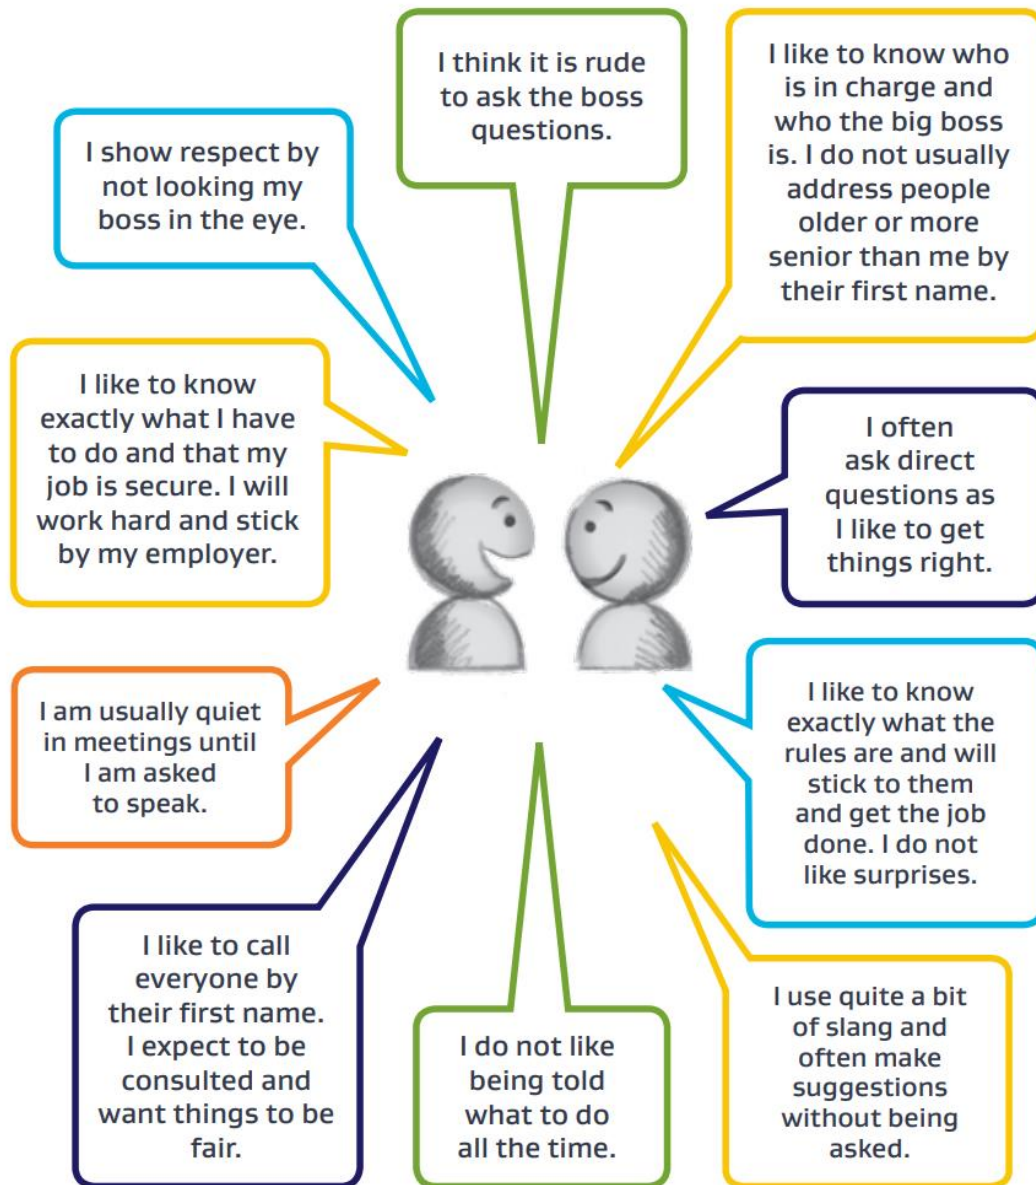 I think it is rude
to ask the boss
questions.
I like to know who
is in charge and
who the big boss
is. I do not usually
address people
older or more
senior than me by
their first name.
I show respect by
not looking my
boss in the eye.
I like to know
exactly what I have
to do and that my
job is secure. I will
work hard and stick
by my employer.
I often
ask direct
questions as
I like to get
things right.
I am usually quiet
in meetings until
I am asked
to speak.
I like to know
exactly what the
rules are and will
stick to them
and get the job
done. I do not
like surprises.
I like to call
everyone by
their first name.
I expect to be
consulted and
want things to be
fair.
I do not like
being told
what to do
all the time.
I use quite a bit
of slang and
often make
suggestions
without being
asked.